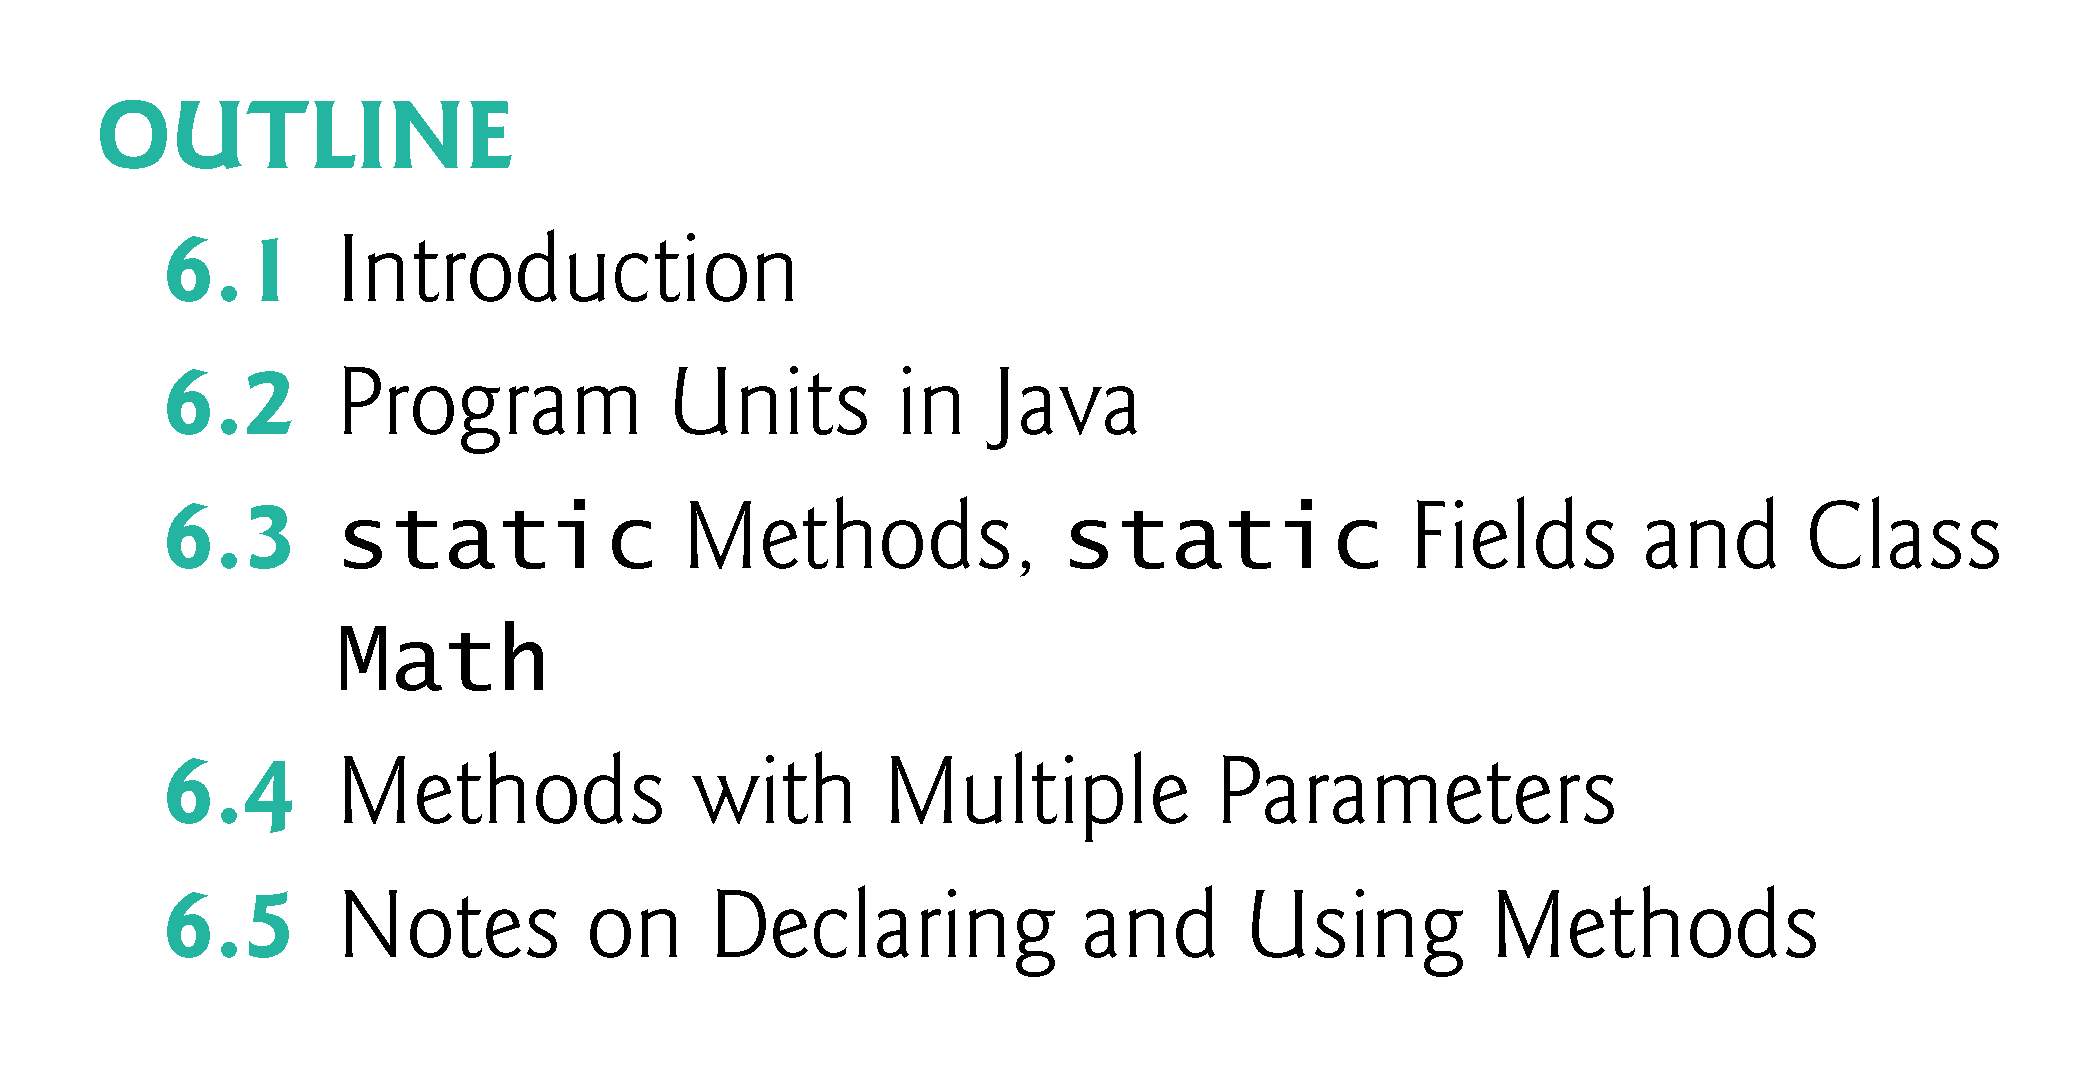 OUTLINE
6.1 Introduction
6.2 Program Units in Java
6.3 static Methods, static Fields and Class
Math
6.4 Methods with Multiple Parameters
6.5 Notes on Declaring and Using Methods